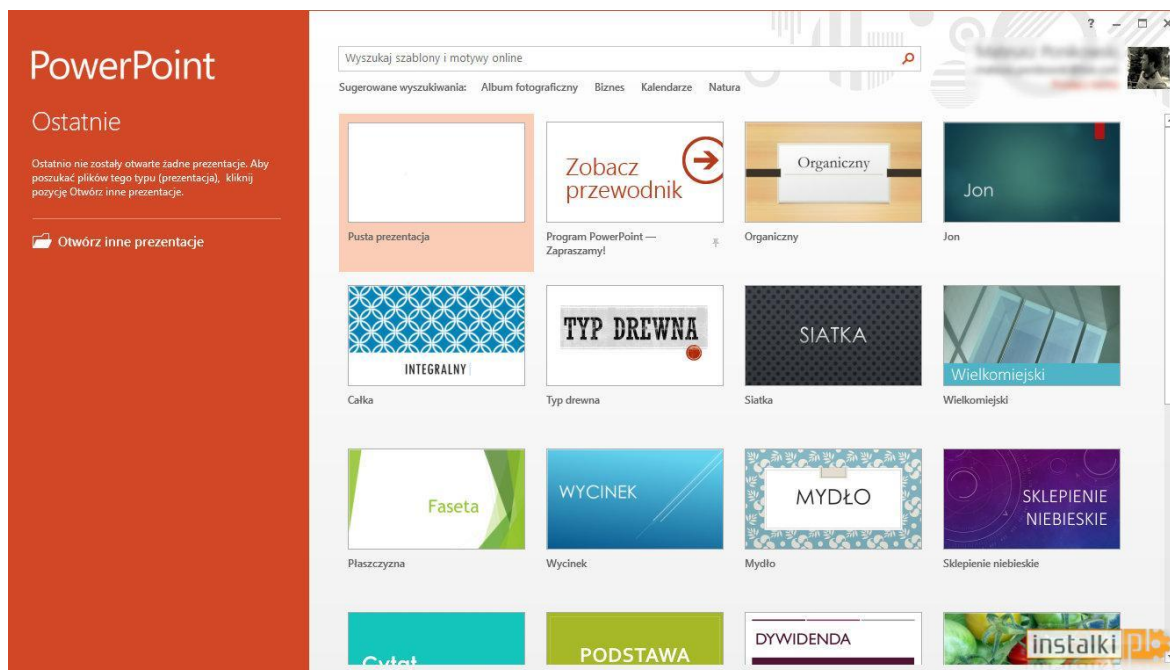 PowerPoint
Ostatnie
Ostatnio nie zostały otwarte żadne prezentacje. Aby
poszukać plików tego typu (prezentacja), kliknij
pozycję Otwórz inne prezentacje.
Otwórz inne prezentacje
?
Wyszukaj szablony i motywy online
Sugerowane wyszukiwania: Album fotograficzny Biznes Kalendarze Natura
Zobacz
przewodnik
Organiczny
Jon
Pusta prezentacja
Program PowerPoint —
Zapraszamy!
Organiczny
Jon
INTEGRALNY
TYP DREWNA
SIATKA
Wielkomiejski
Całka
Typ drewna
Siatka
Wielkomiejski
Faseta
WYCINEK
MYDŁO
SKLEPIENIE
NIEBIESKIE
Płaszczyzna
Wycinek
Mydło
Sklepienie niebieskie
Cytat
PODSTAWA
DYWIDENDA
instalki pl